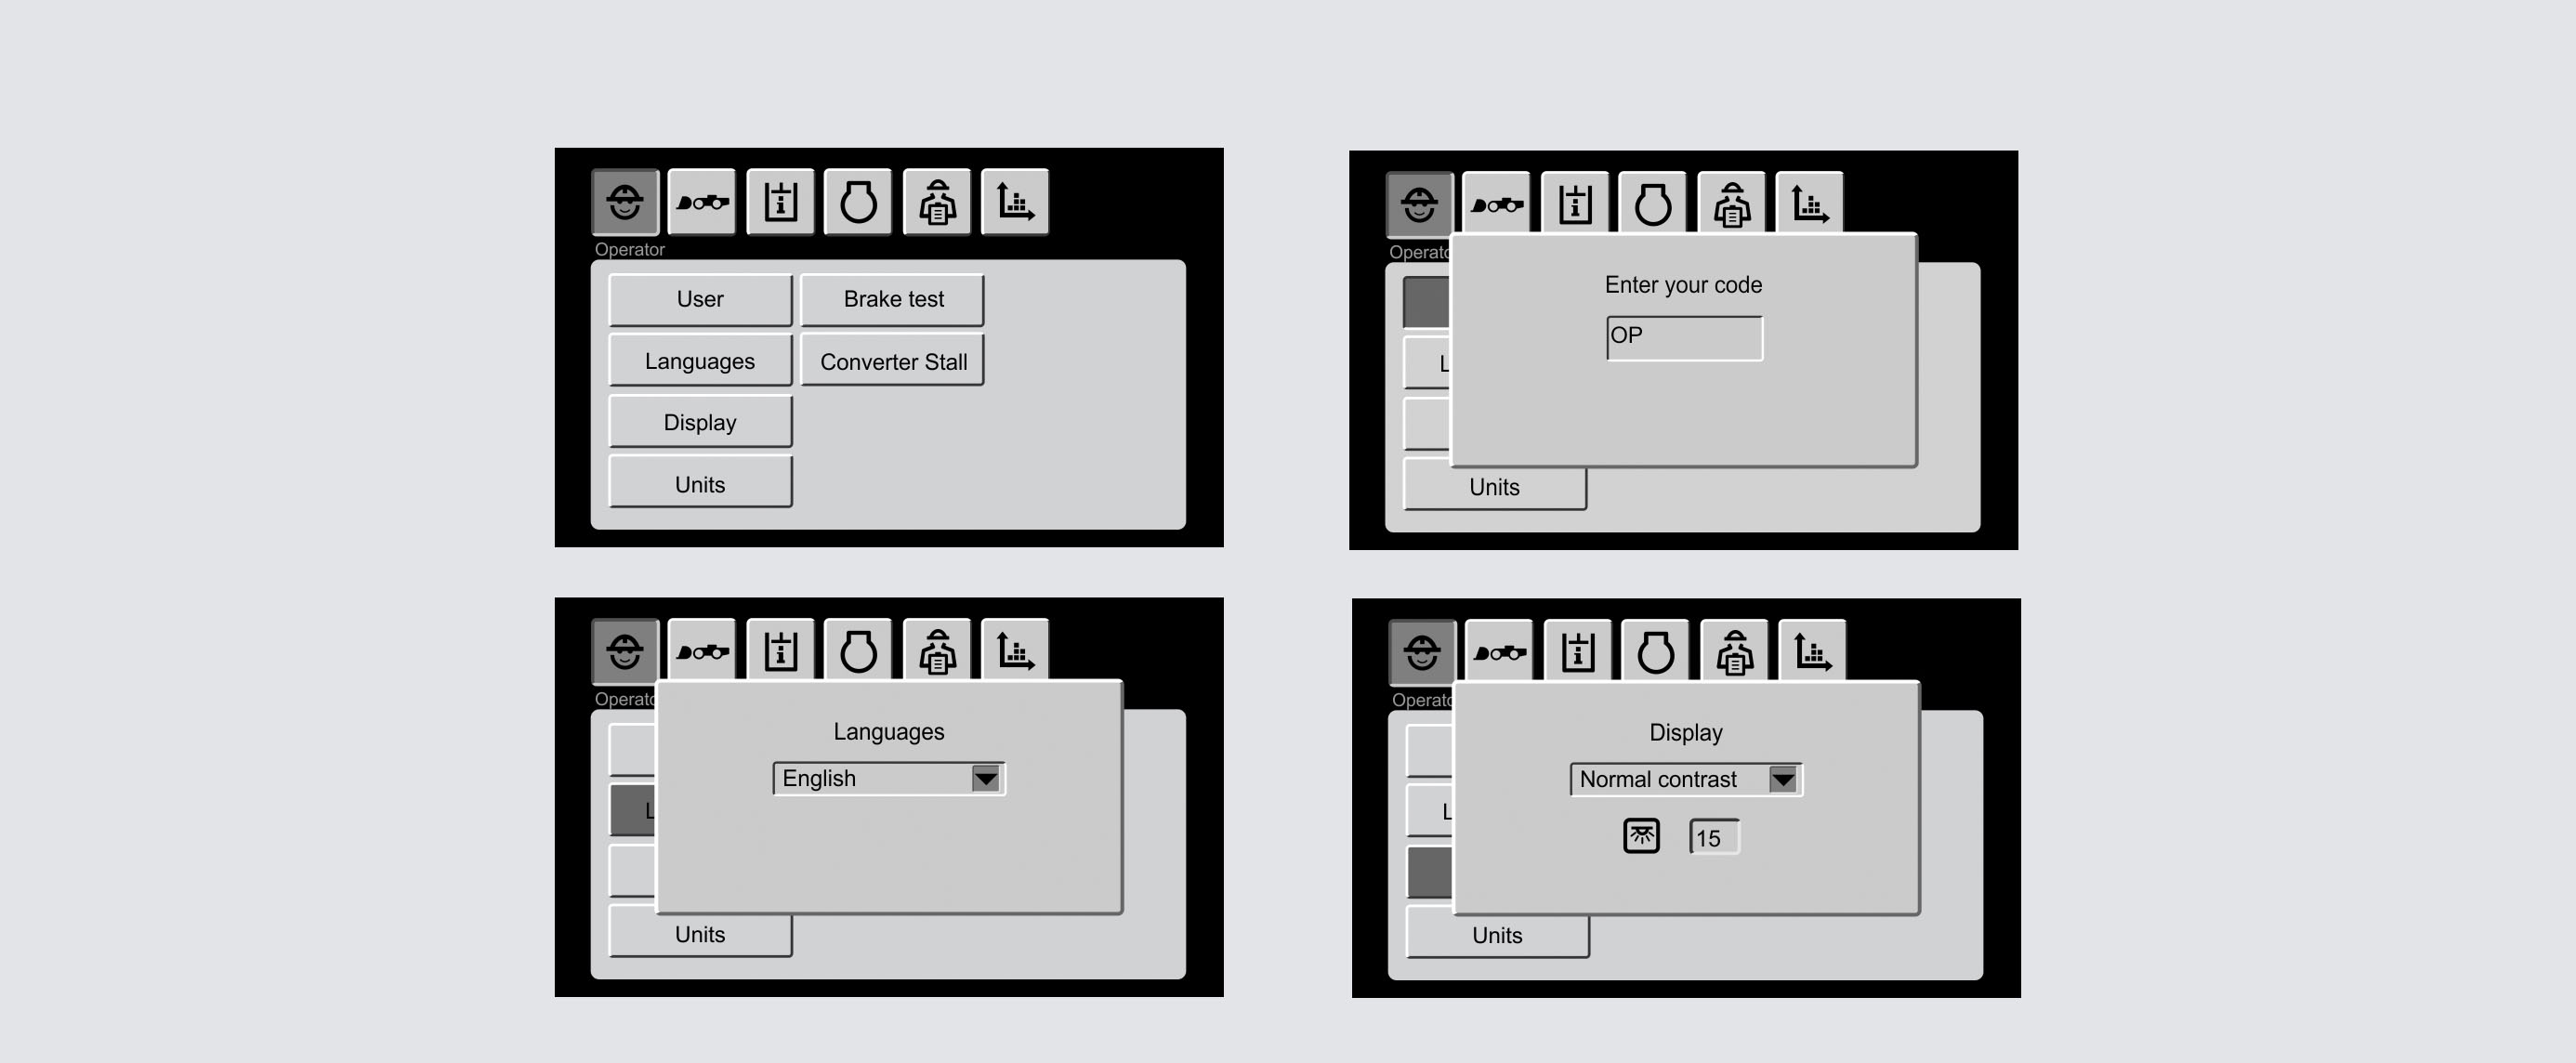 Operator
User
Brake test
Languages
Converter Stall
Display
Units
Operato
Enter your code
OP
L
Units
Operato
Languages
English
L
Units
Operato
Display
Normal contrast
L
15
Units